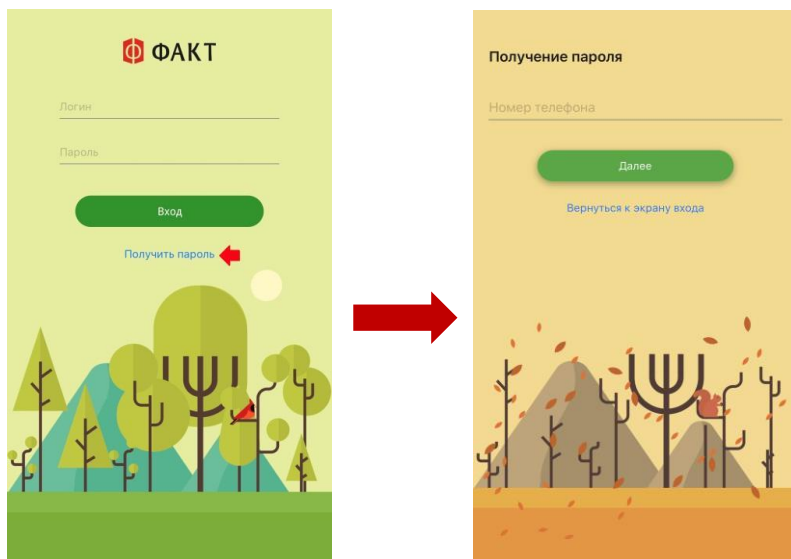 ФАКТ
Логин
Пароль
Вход
Получить пароль
Получение пароля
Номер телефона
Далее
Вернуться к экрану входа